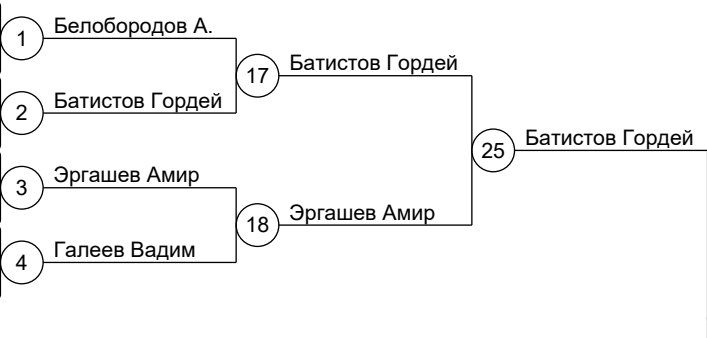 1 Белобородов А.
17 Батистов Гордей
2 Батистов Гордей
25 Батистов Гордей
3 Эргашев Амир
18 Эргашев Амир
4 Галеев Вадим